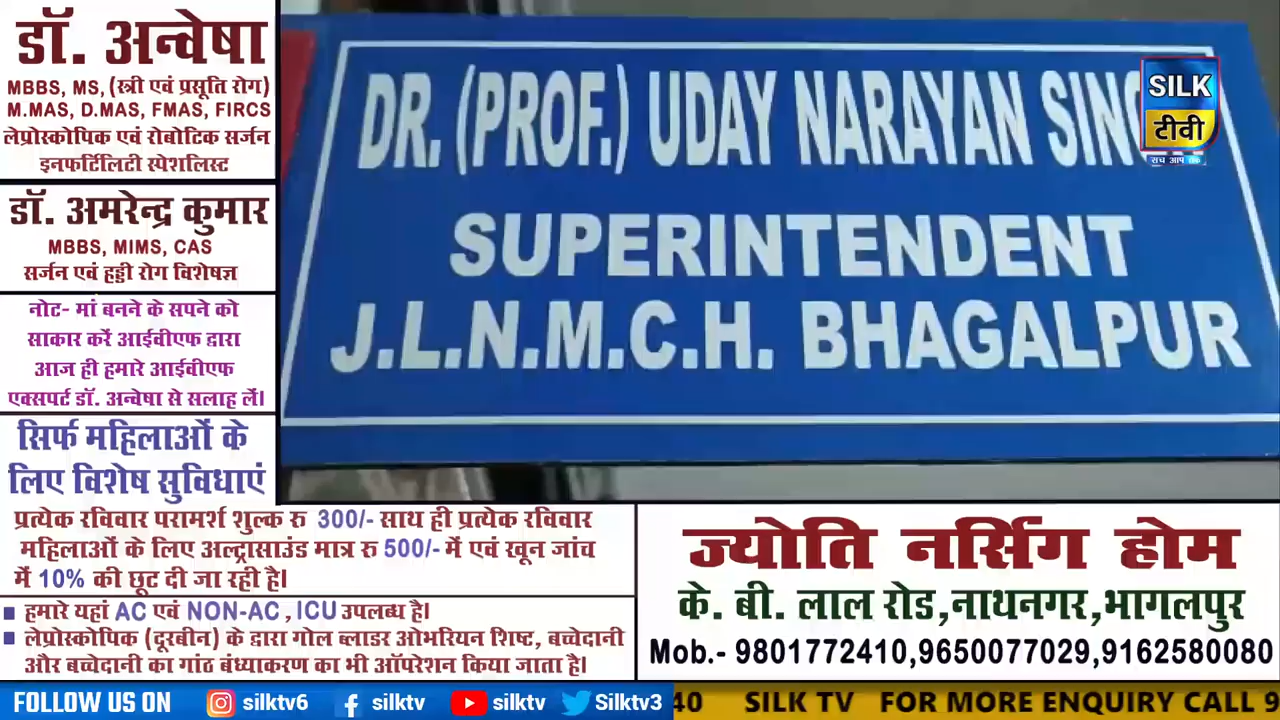 डॉ. अन्वेषा
MBBS, MS, (स्त्री एवं प्रसूति रोग)
M.MAS, D.MAS, FMAS, FIRCS
लेप्रोस्कोपिक एवं रोबोटिक सर्जन
इनफर्टिलिटी स्पेशलिस्ट
डॉ. अमरेन्द्र कुमार
MBBS, MIMS, CAS
सर्जन एवं हड्डी रोग विशेषज्ञ
नोट- मां बनने के सपने को
साकार करें आईवीएफ द्वारा
आज ही हमारे आईवीएफ
एक्सपर्ट डॉ. अन्वेषा से सलाह लें।
सिर्फ महिलाओं के
लिए विशेष सुविधाएं
DR. (PROF.) UDAY NARAYAN
SUPERINTENDENT
J.L.N.M.C.H. BHAGALPUR
SILK
टीवी
सच आप तक
प्रत्येक रविवार परामर्श शुल्क रु 300/- साथ ही प्रत्येक रविवार
महिलाओं के लिए अल्ट्रासाउंड मात्र रु 500/- में एवं खून जांच
में 10% की छूट दी जा रही है।
हमारे यहां AC एवं NON-AC , ICU उपलब्ध है।
लेप्रोस्कोपिक (दूरबीन) के द्वारा गोल ब्लाडर ओभरियन शिष्ट, बच्चेदानी
और बच्चेदानी का गांठ बंध्याकरण का भी ऑपरेशन किया जाता है।
ज्योति नर्सिंग होम
के. बी. लाल रोड,नाथनगर,भागलपुर
Mob.- 9801772410,9650077029,9162580080
FOLLOW US ON silktv6 silktv silktv Silktv3 40 SILK TV FOR MORE ENQUIRY CALL 9